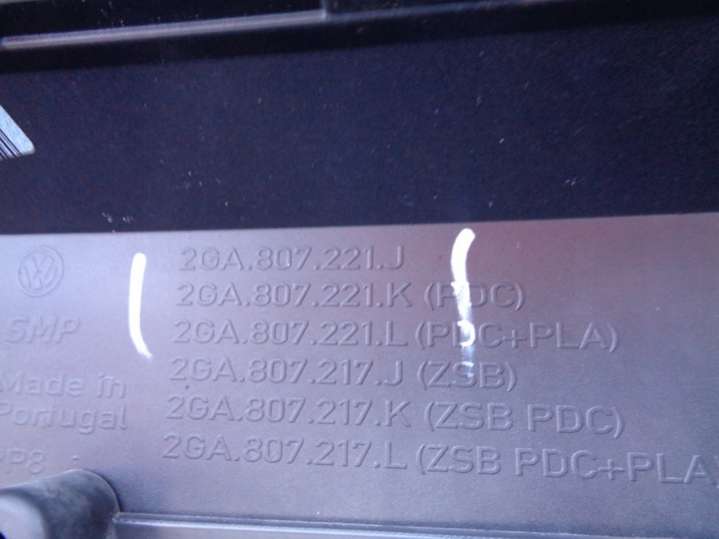 2GA.807.221.J
2GA.807.221.K (PDC)
2GA.807.221.L (PDC+PLA)
2GA.807.217.J (ZSB)
2GA.807.217.K (ZSB PDC)
2GA.807.217.L (ZSB PDC+PLA)
VW
SMP
Made in
Portugal